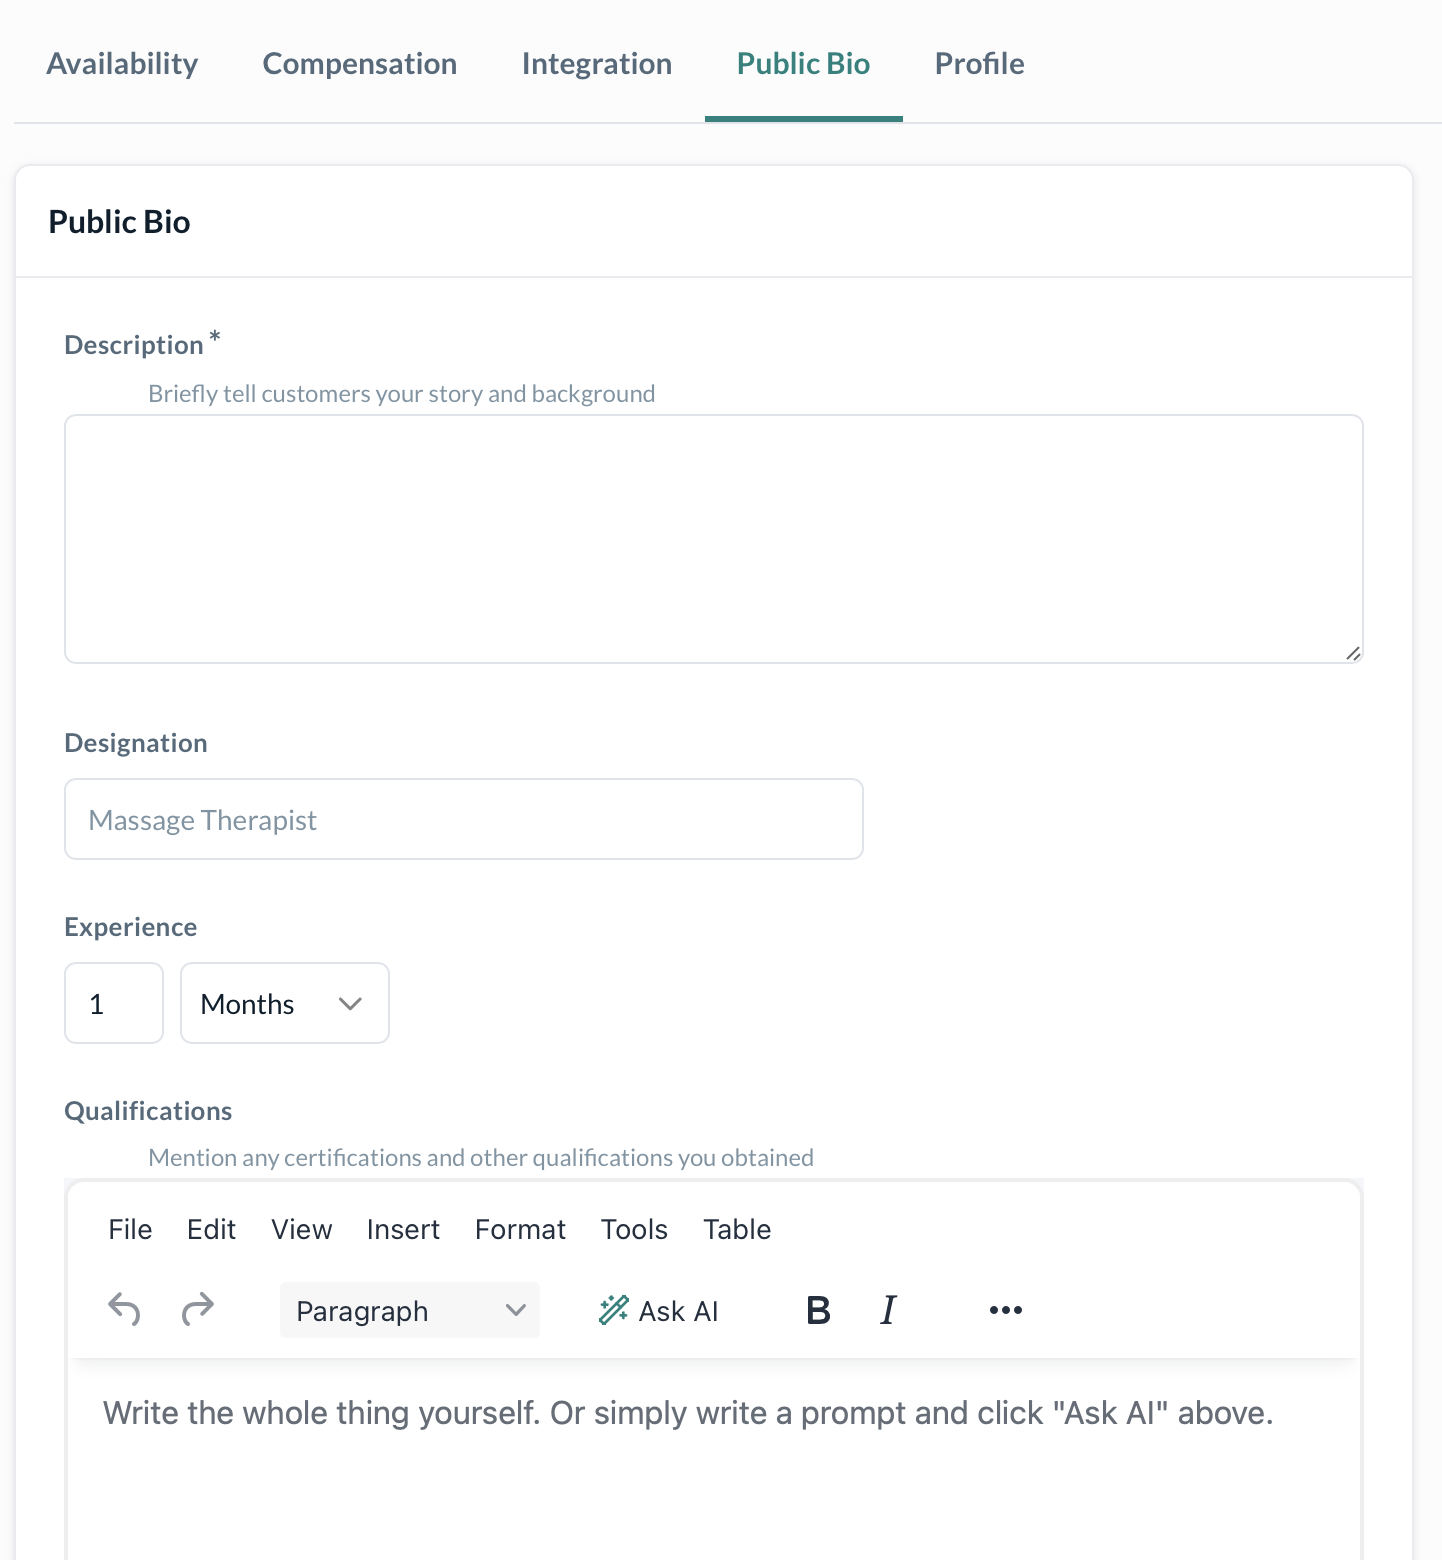 Availability Compensation Integration Public Bio Profile
Public Bio
Description *
Briefly tell customers your story and background
Designation
Massage Therapist
Experience
1 Months
Qualifications
Mention any certifications and other qualifications you obtained
File Edit View Insert Format Tools Table
Paragraph Ask AI B I
Write the whole thing yourself. Or simply write a prompt and click "Ask AI" above.